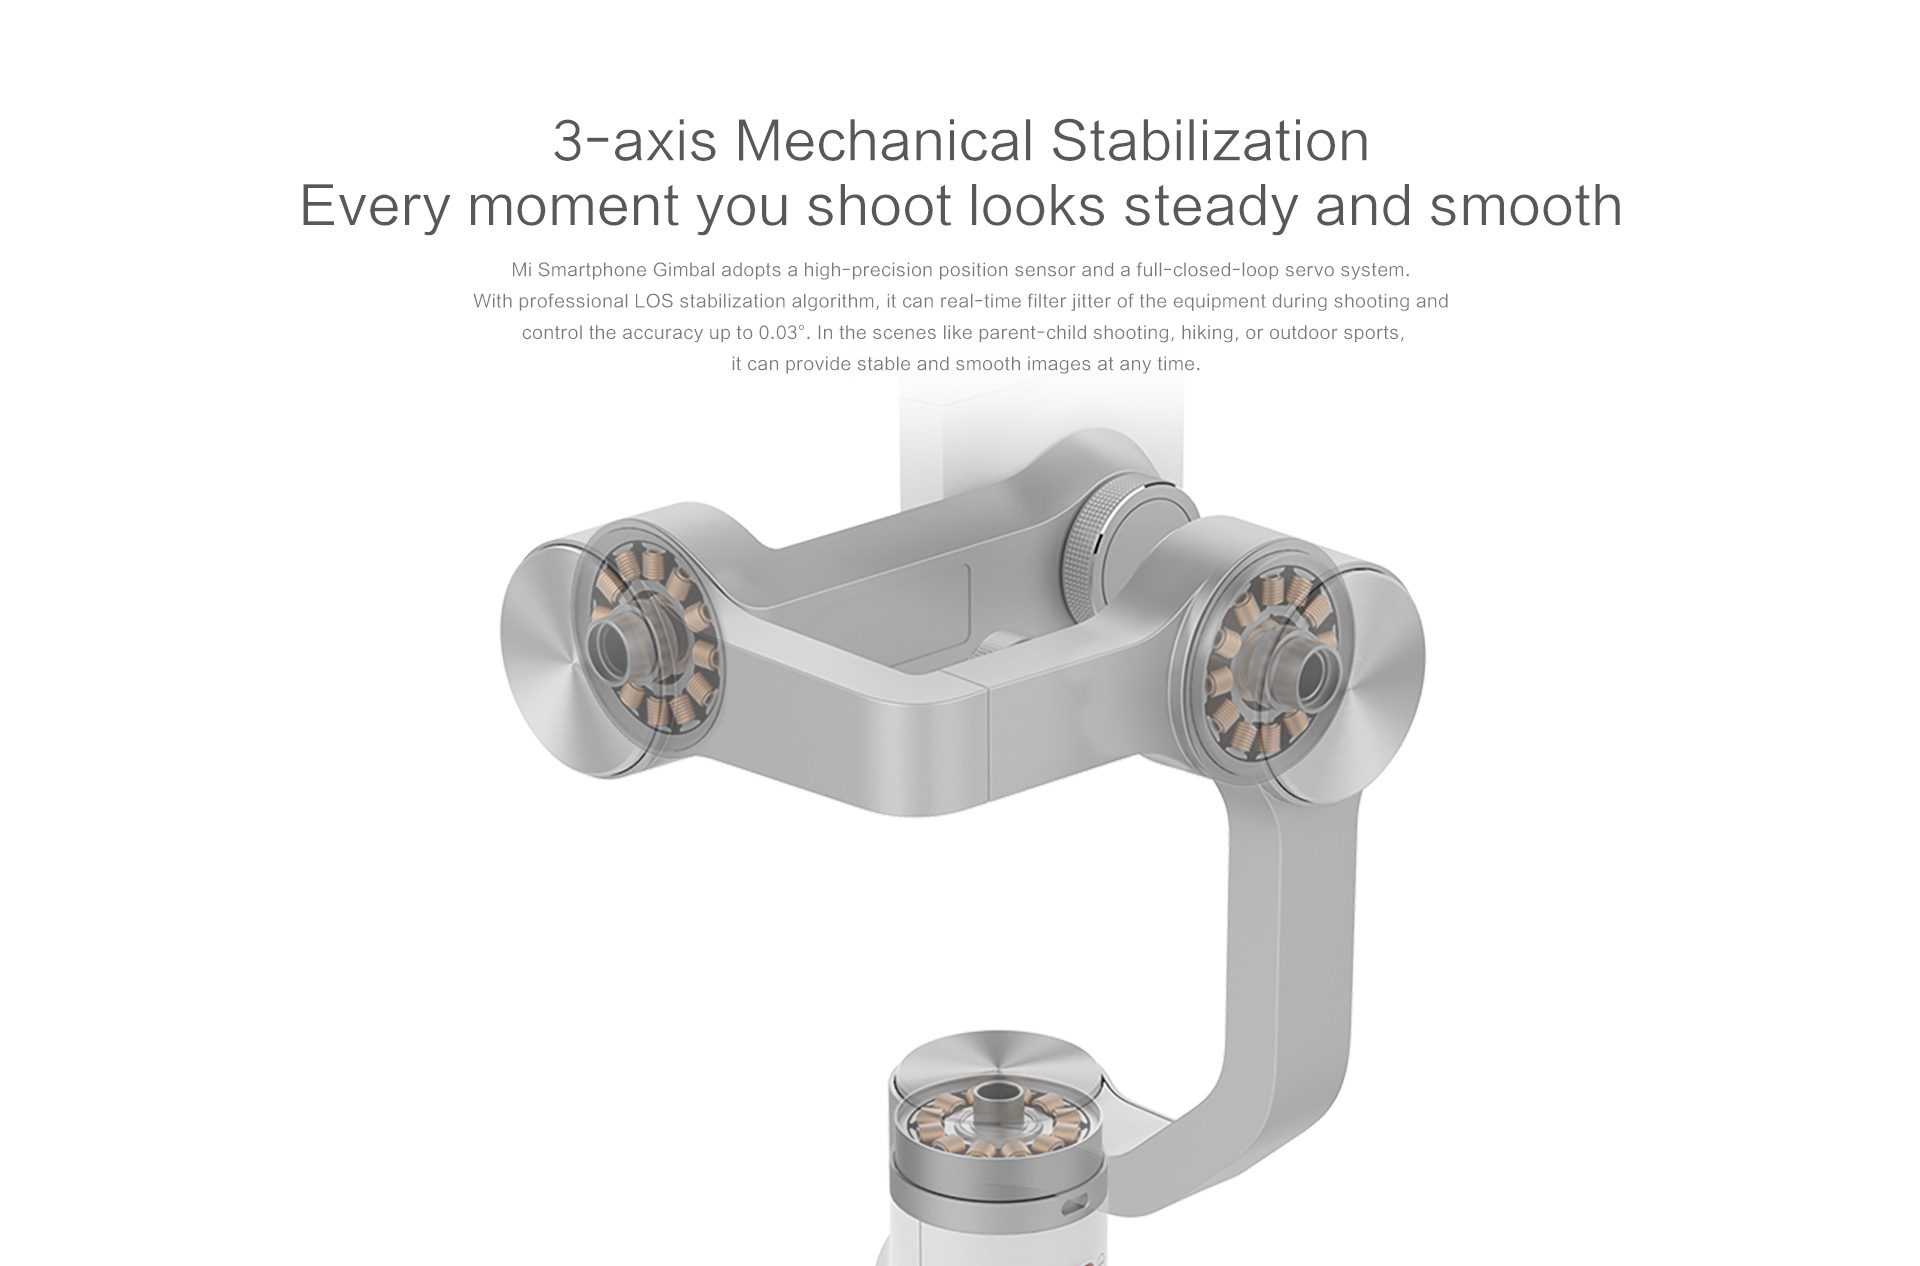 3-axis Mechanical Stabilization
Every moment you shoot looks steady and smooth
Mi Smartphone Gimbal adopts a high-precision position sensor and a full-closed-loop servo system.
With professional LOS stabilization algorithm, it can real-time filter jitter of the equipment during shooting and
control the accuracy up to 0.03°. In the scenes like parent-child shooting, hiking, or outdoor sports,
it can provide stable and smooth images at any time.